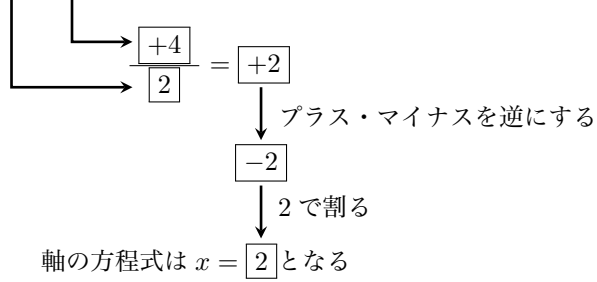 +4
2
= +2
プラス・マイナスを逆にする
−2
2 で割る
軸の方程式は x = 2 となる